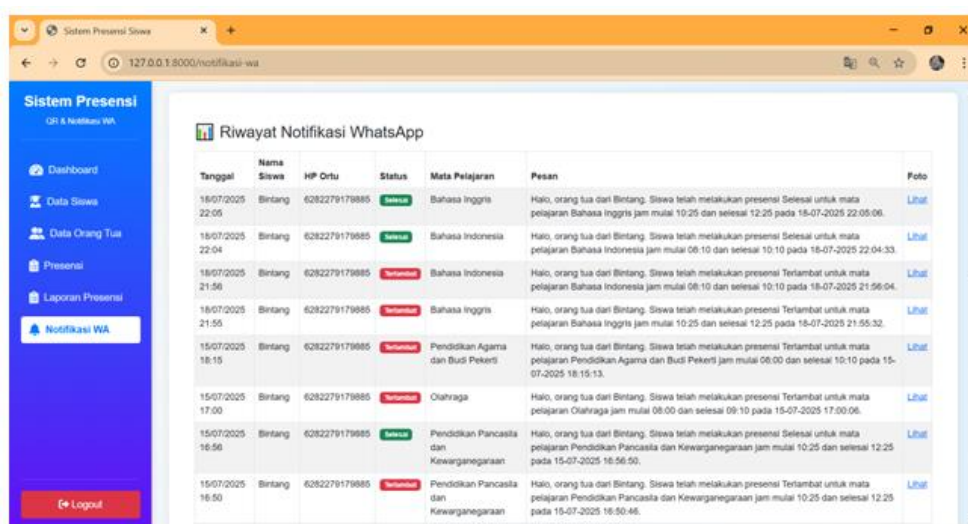 Sistem Presensi Siswa
127.0.0.1:8000/notifikasi-wa
Sistem Presensi
QR & Notifikasi WA
Dashboard
Data Siswa
Data Orang Tua
Presensi
Laporan Presensi
Notifikasi WA
Logout
Riwayat Notifikasi WhatsApp
Tanggal Nama Siswa HP Ortu Status Mata Pelajaran Pesan Foto
18/07/2025 22:05 Bintang 6282279179885 Selesai Bahasa Inggris Halo, orang tua dari Bintang. Siswa telah melakukan presensi Selesai untuk mata
pelajaran Bahasa Inggris jam mulai 10:25 dan selesai 12:25 pada 18-07-2025 22:05:06. Lihat
18/07/2025 22:04 Bintang 6282279179885 Selesai Bahasa Indonesia Halo, orang tua dari Bintang. Siswa telah melakukan presensi Selesai untuk mata
pelajaran Bahasa Indonesia jam mulai 08:10 dan selesai 10:10 pada 18-07-2025 22:04:33. Lihat
18/07/2025 21:56 Bintang 6282279179885 Terlambat Bahasa Indonesia Halo, orang tua dari Bintang. Siswa telah melakukan presensi Terlambat untuk mata
pelajaran Bahasa Indonesia jam mulai 08:10 dan selesai 10:10 pada 18-07-2025 21:56:04. Lihat
18/07/2025 21:55 Bintang 6282279179885 Terlambat Bahasa Inggris Halo, orang tua dari Bintang. Siswa telah melakukan presensi Terlambat untuk mata
pelajaran Bahasa Inggris jam mulai 10:25 dan selesai 12:25 pada 18-07-2025 21:55:32. Lihat
15/07/2025 18:15 Bintang 6282279179885 Terlambat Pendidikan Agama dan Budi Pekerti Halo, orang tua dari Bintang. Siswa telah melakukan presensi Terlambat untuk mata
pelajaran Pendidikan Agama dan Budi Pekerti jam mulai 08:00 dan selesai 10:10 pada 15-
07-2025 18:15:13. Lihat
15/07/2025 17:00 Bintang 6282279179885 Terlambat Olahraga Halo, orang tua dari Bintang. Siswa telah melakukan presensi Terlambat untuk mata
pelajaran Olahraga jam mulai 08:00 dan selesai 09:10 pada 15-07-2025 17:00:06. Lihat
15/07/2025 16:56 Bintang 6282279179885 Selesai Pendidikan Pancasila dan Kewarganegaraan Halo, orang tua dari Bintang. Siswa telah melakukan presensi Selesai untuk mata
pelajaran Pendidikan Pancasila dan Kewarganegaraan jam mulai 10:25 dan selesai 12:25
pada 15-07-2025 16:56:50. Lihat
15/07/2025 16:50 Bintang 6282279179885 Terlambat Pendidikan Pancasila dan Kewarganegaraan Halo, orang tua dari Bintang. Siswa telah melakukan presensi Terlambat untuk mata
pelajaran Pendidikan Pancasila dan Kewarganegaraan jam mulai 10:25 dan selesai 12:25
pada 15-07-2025 16:50:46. Lihat